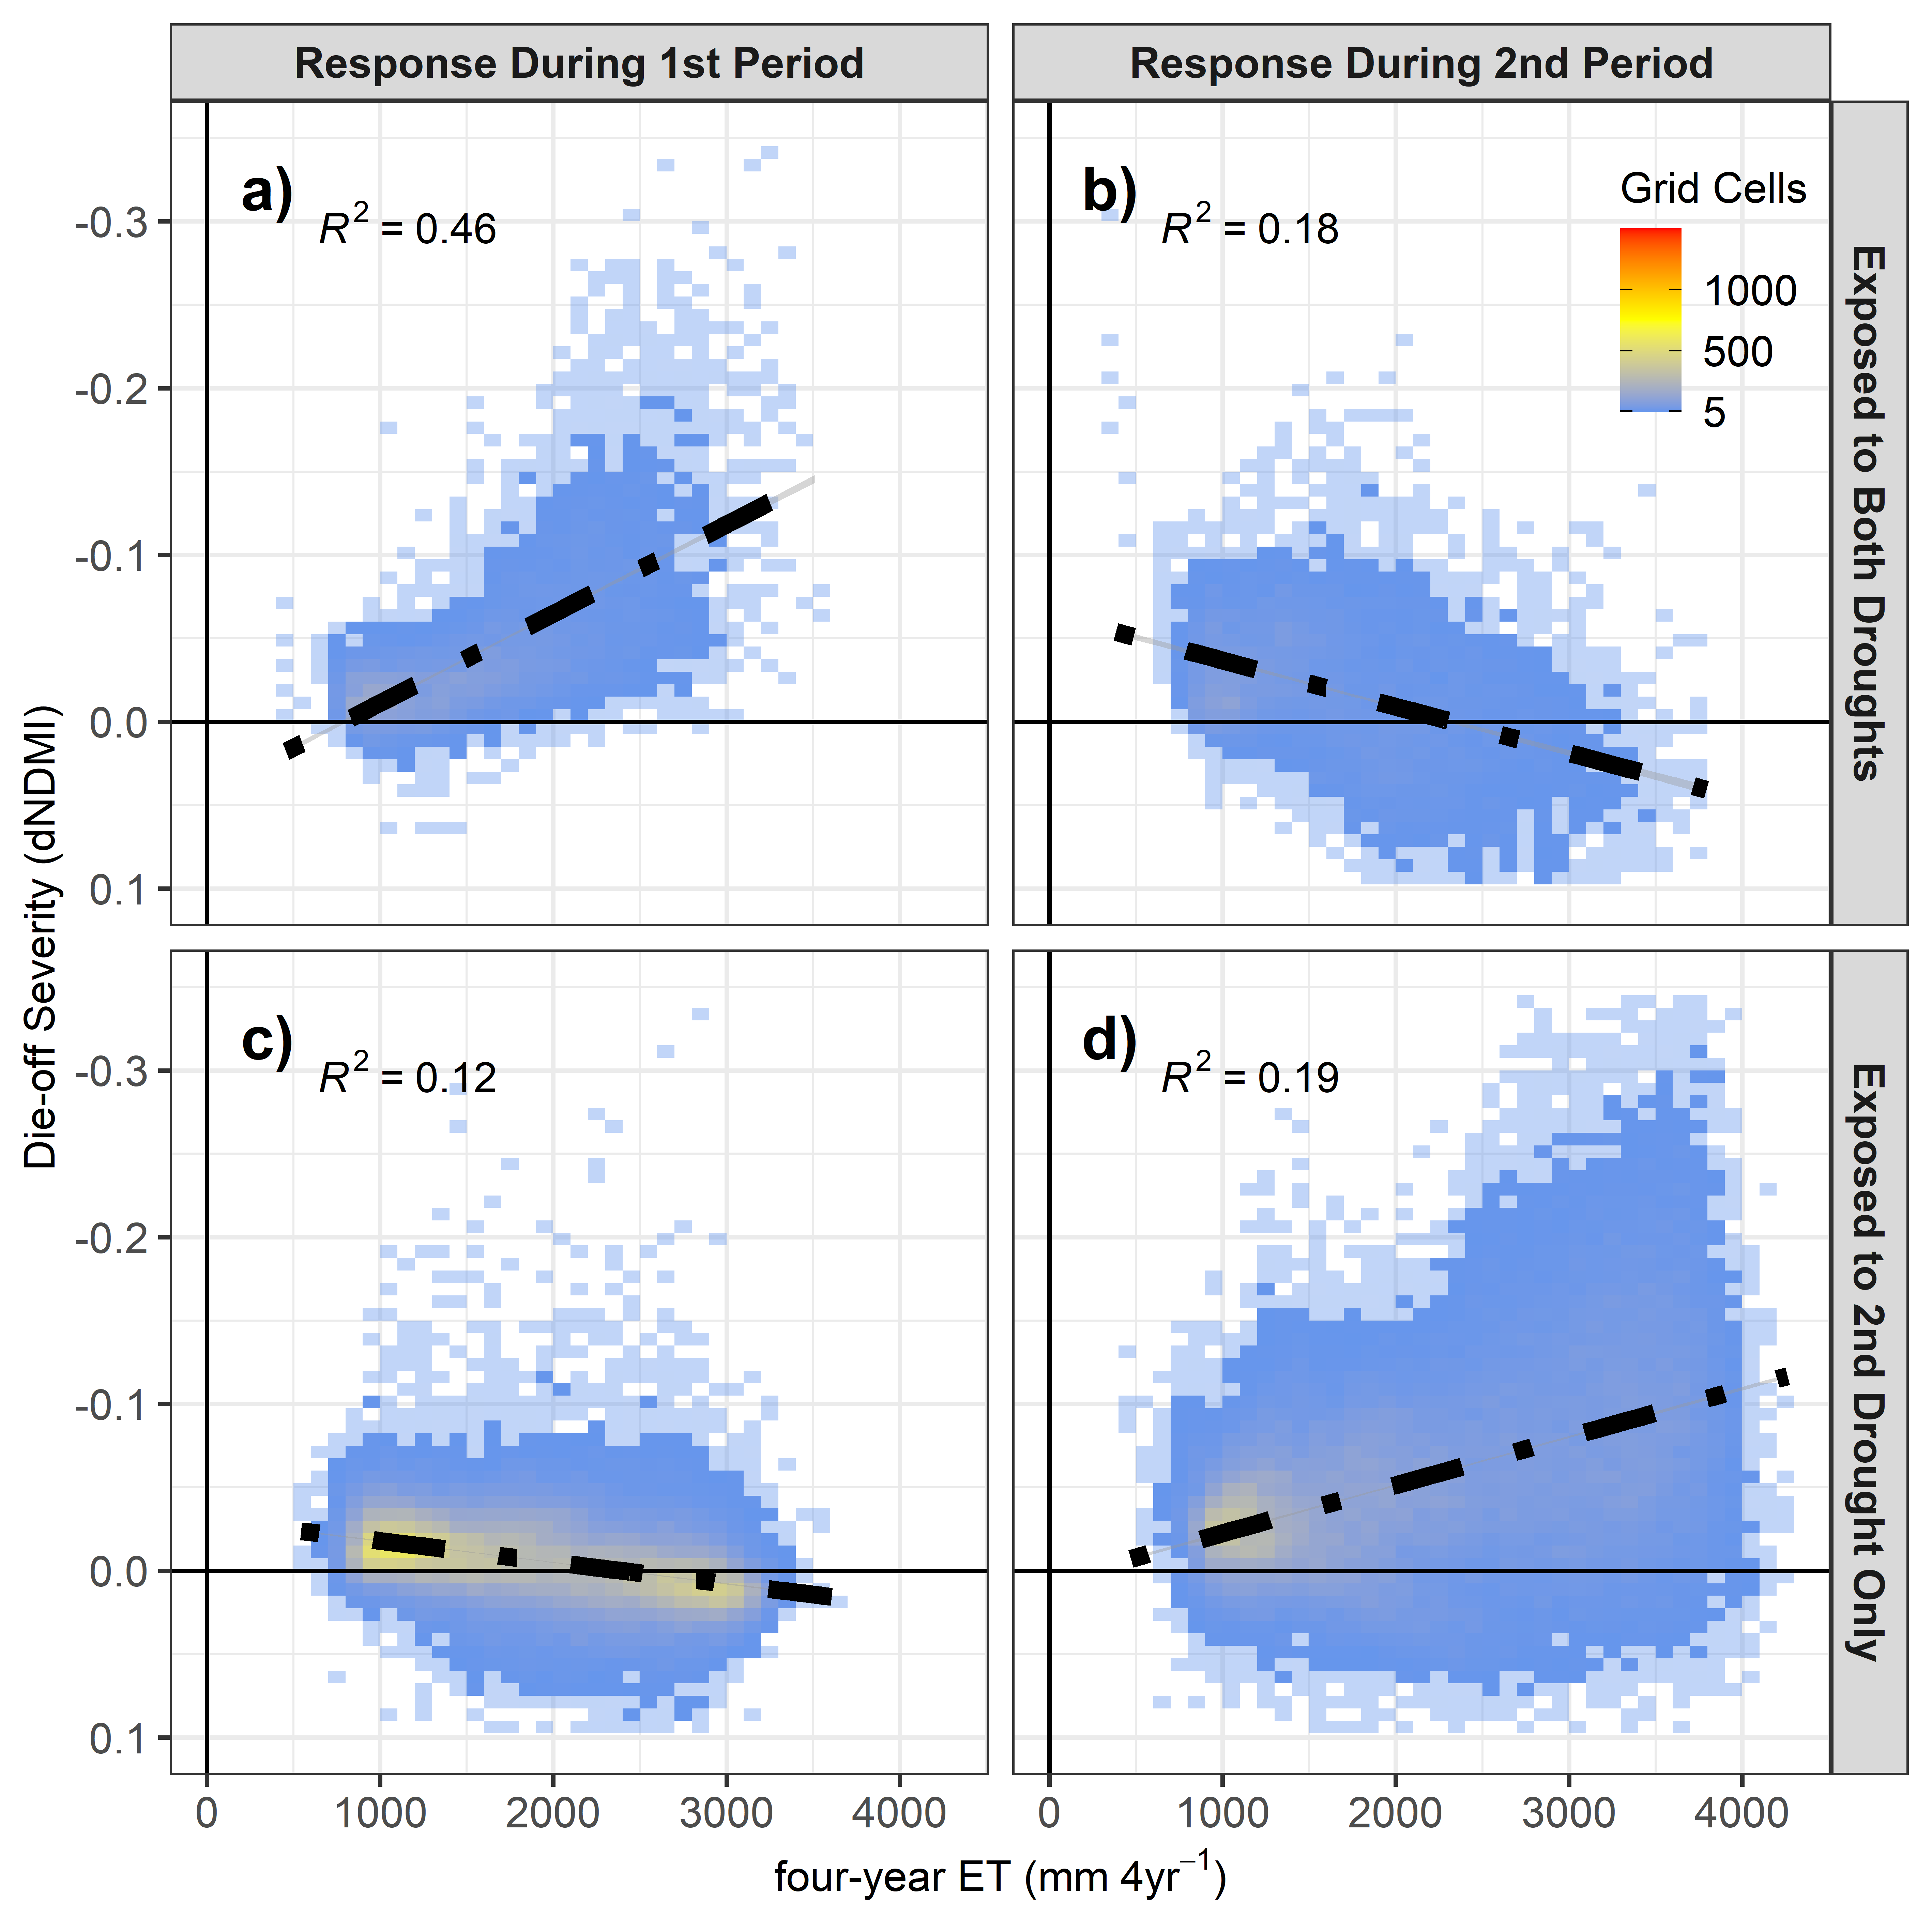 Response During 1st Period
Response During 2nd Period
Exposed to Both Droughts
Exposed to 2nd Drought Only
Die-off Severity (dNDMI)
a)
R² = 0.46
-0.3
-0.2
-0.1
0.0
0.1
b)
R² = 0.18
Grid Cells
1000
500
5
c)
R² = 0.12
-0.3
-0.2
-0.1
0.0
0.1
d)
R² = 0.19
0 1000 2000 3000 4000
0 1000 2000 3000 4000
four-year ET (mm 4yr⁻¹)